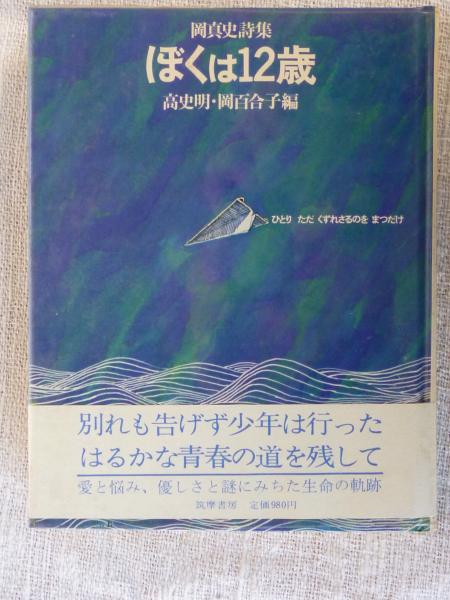 岡真史詩集
ぼくは12歳
高史明・岡百合子編
ひとり ただ くずれさるのを まつだけ
別れも告げず少年は行った
はるかな青春の道を残して
愛と悩み、優しさと謎にみちた生命の軌跡
筑摩書房 定価980円